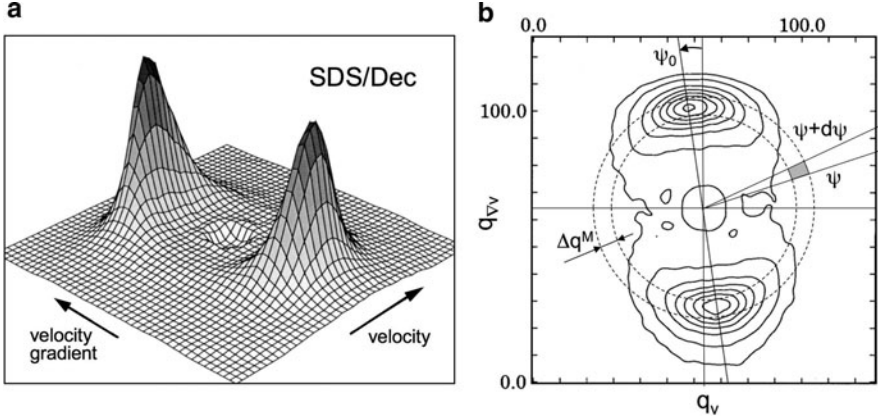 a
SDS/Dec
velocity
gradient
velocity
b
0.0
100.0
ψ₀
100.0
ψ+dψ
ψ
Δqᴹ
q∇v
0.0
qv